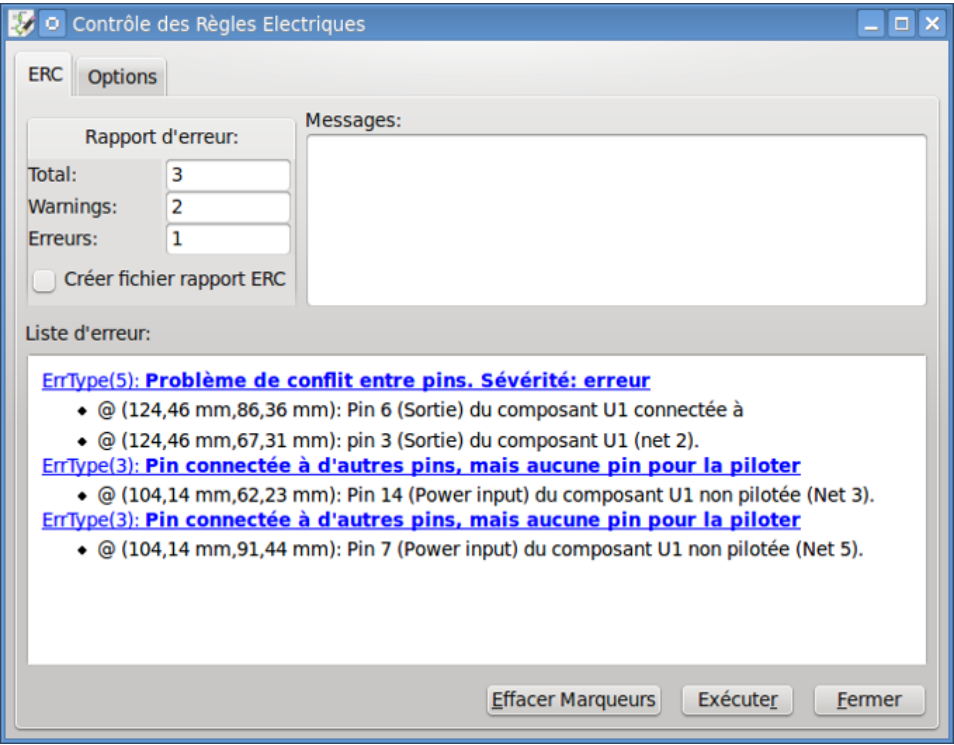 Contrôle des Règles Electriques
ERC
Options
Rapport d'erreur:
Total:
3
Warnings:
2
Erreurs:
1
Créer fichier rapport ERC
Messages:
Liste d'erreur:
ErrType(5): Problème de conflit entre pins. Sévérité: erreur
@ (124,46 mm,86,36 mm): Pin 6 (Sortie) du composant U1 connectée à
@ (124,46 mm,67,31 mm): pin 3 (Sortie) du composant U1 (net 2).
ErrType(3): Pin connectée à d'autres pins, mais aucune pin pour la piloter
@ (104,14 mm,62,23 mm): Pin 14 (Power input) du composant U1 non pilotée (Net 3).
ErrType(3): Pin connectée à d'autres pins, mais aucune pin pour la piloter
@ (104,14 mm,91,44 mm): Pin 7 (Power input) du composant U1 non pilotée (Net 5).
Effacer Marqueurs
Exécuter
Fermer